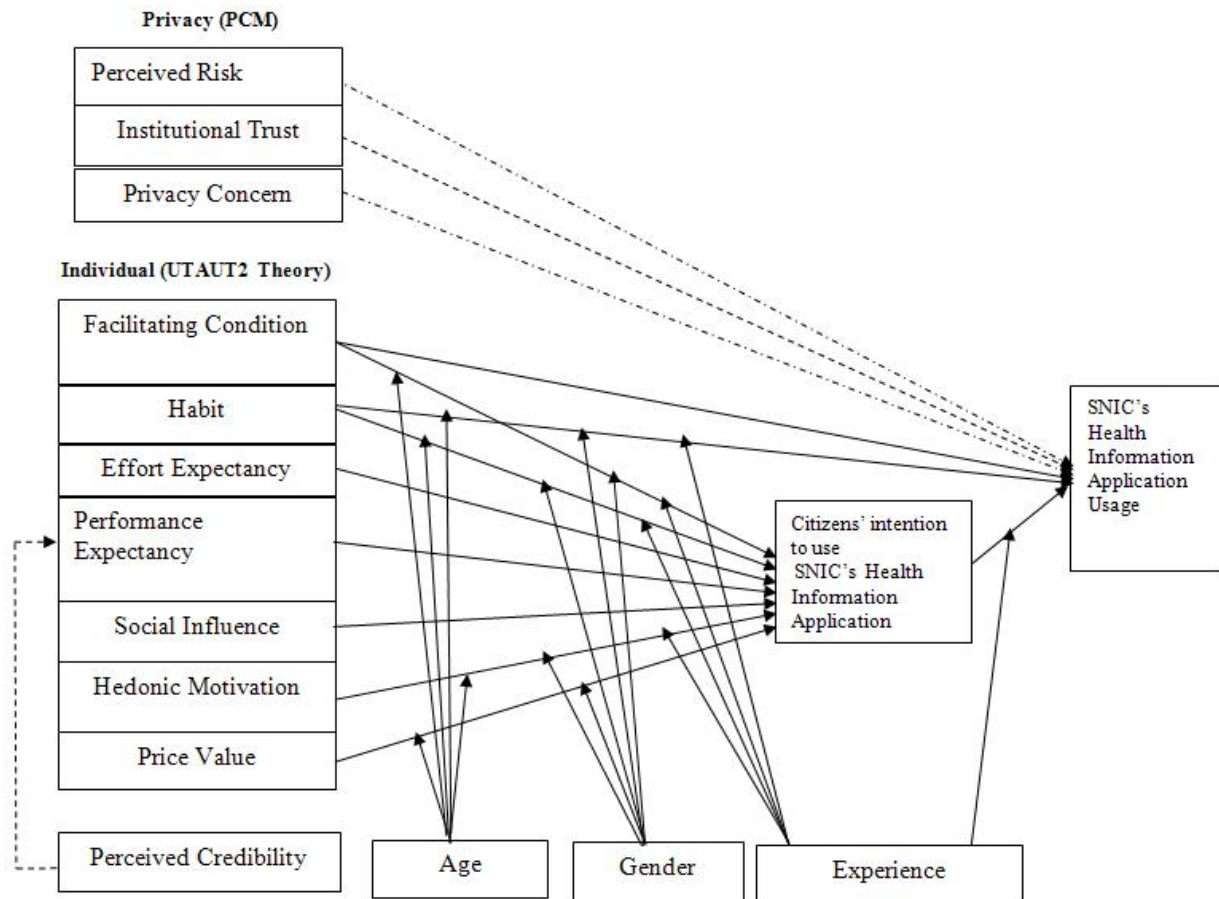 Privacy (PCM)
Perceived Risk
Institutional Trust
Privacy Concern
Individual (UTAUT2 Theory)
Facilitating Condition
Habit
Effort Expectancy
Performance
Expectancy
Social Influence
Hedonic Motivation
Price Value
Perceived Credibility
Age
Gender
Experience
Citizens' intention
to use
SNIC's Health
Information
Application
SNIC's
Health
Information
Application
Usage